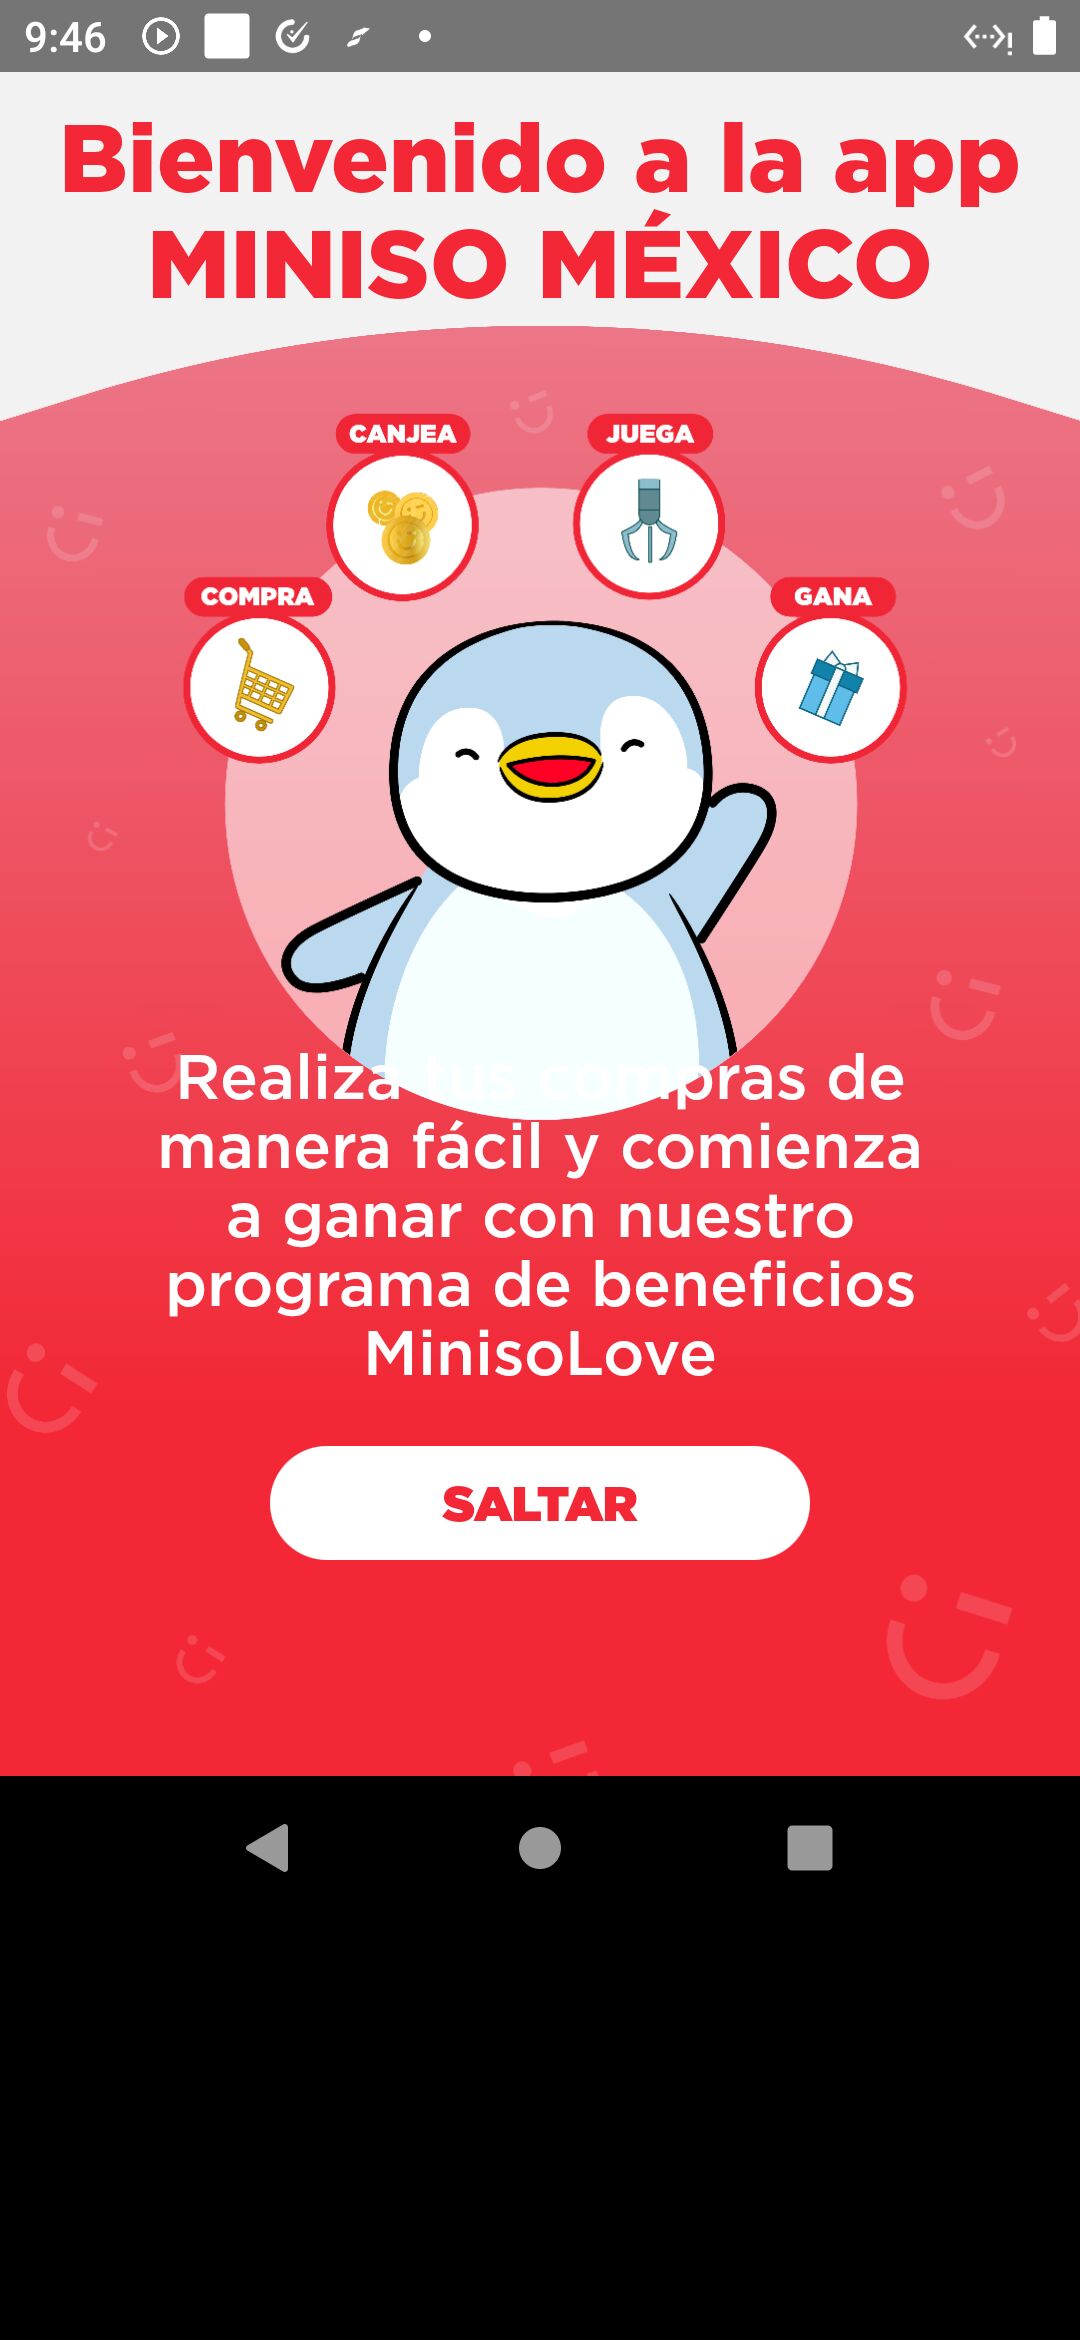 9:46
Bienvenido a la app
MINISO MÉXICO
CANJEA
JUEGA
COMPRA
GANA
Realiza tus compras de
manera fácil y comienza
a ganar con nuestro
programa de beneficios
MinisoLove
SALTAR